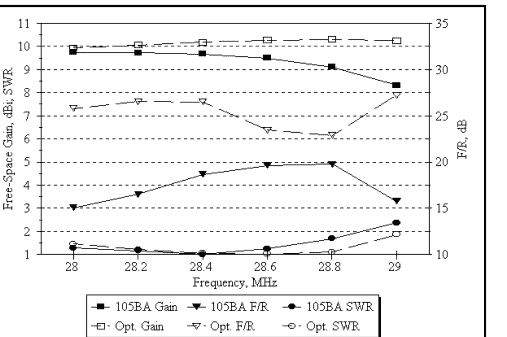 11
10
9
8
7
6
5
4
3
2
1
Free-Space Gain, dBi; SWR
35
30
25
20
15
10
F/R, dB
28 28.2 28.4 28.6 28.8 29
Frequency, MHz
105BA Gain 105BA F/R 105BA SWR
Opt. Gain Opt. F/R Opt. SWR